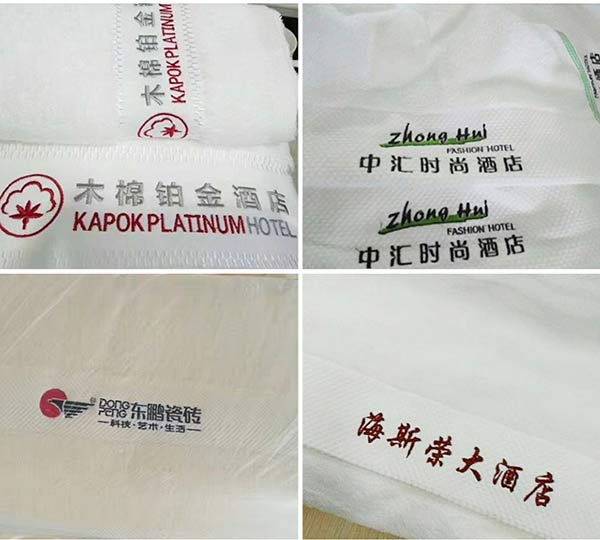 木棉铂金
KAPOK PLATINUM
木棉铂金酒店
KAPOK PLATINUM HOTEL
Zhong Hui
FASHION HOTEL
中汇时尚酒店
Zhong Hui
FASHION HOTEL
中汇时尚酒店
DONG
PENG 东鹏瓷砖
科技·艺术·生活
海斯荣大酒店